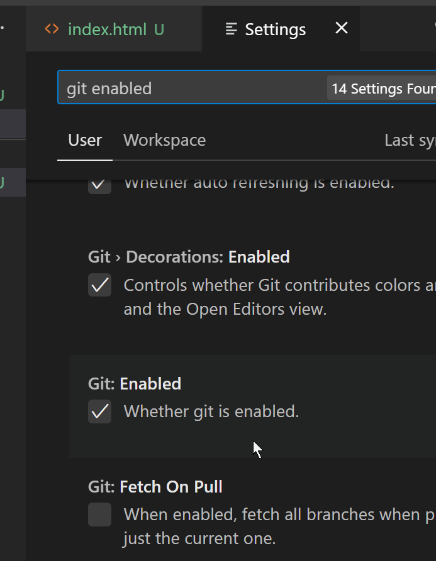 index.html U
Settings
U
git enabled
14 Settings Foun
User
Workspace
Last sy
Whether auto refreshing is enabled.
Git › Decorations: Enabled
Controls whether Git contributes colors a
and the Open Editors view.
Git: Enabled
Whether git is enabled.
Git: Fetch On Pull
When enabled, fetch all branches when p
just the current one.
U